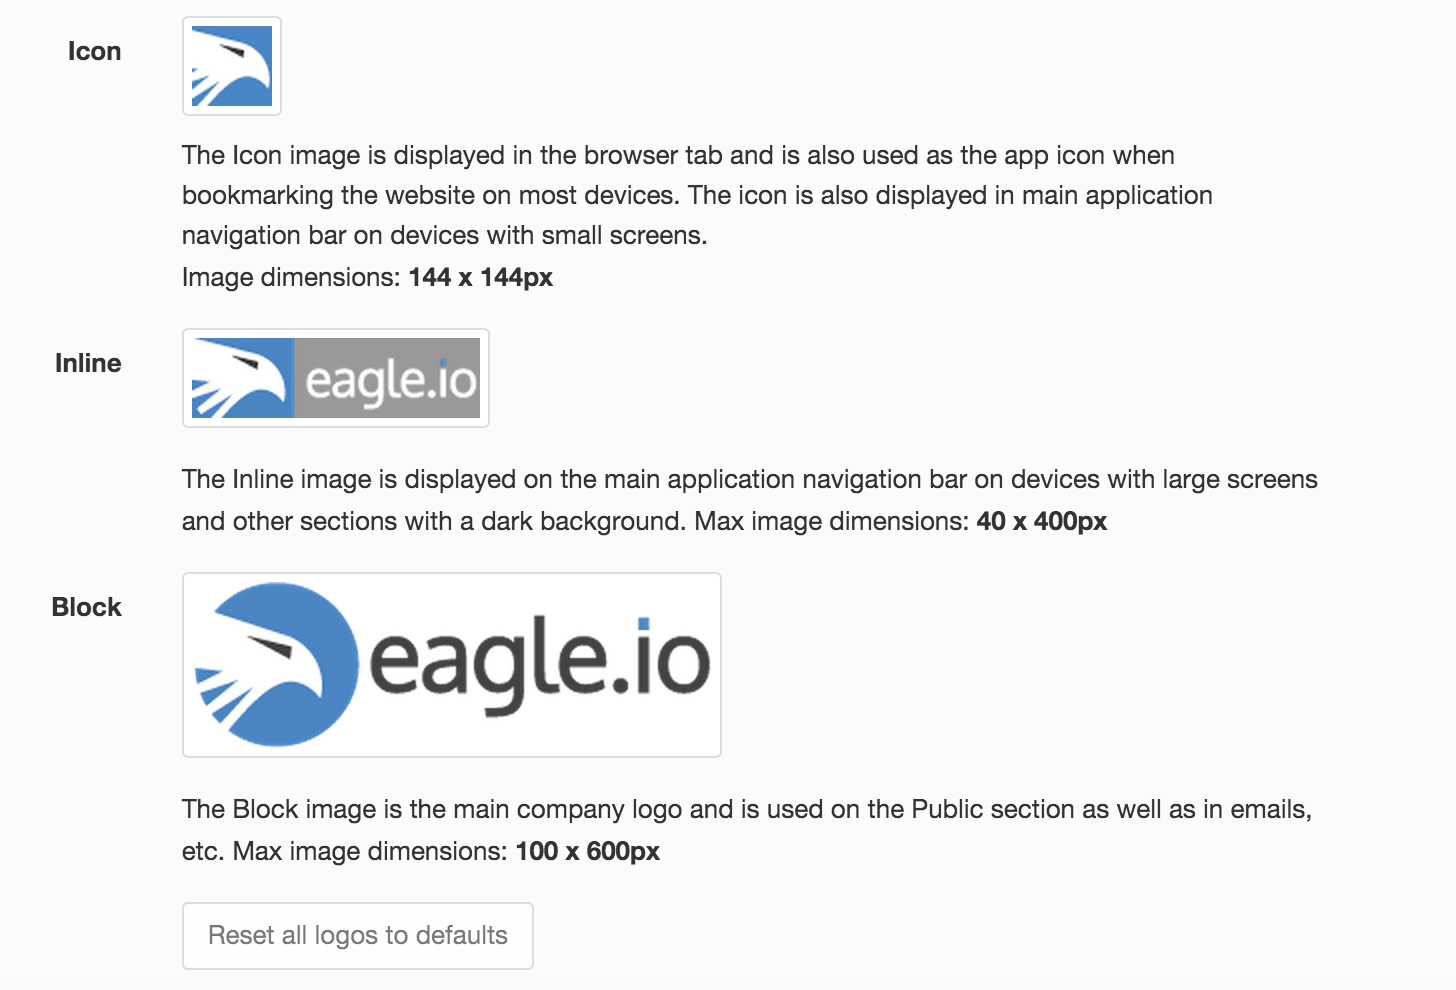 Icon
The Icon image is displayed in the browser tab and is also used as the app icon when
bookmarking the website on most devices. The icon is also displayed in main application
navigation bar on devices with small screens.
Image dimensions: 144 x 144px
Inline
eagle.io
The Inline image is displayed on the main application navigation bar on devices with large screens
and other sections with a dark background. Max image dimensions: 40 x 400px
Block
eagle.io
The Block image is the main company logo and is used on the Public section as well as in emails,
etc. Max image dimensions: 100 x 600px
Reset all logos to defaults